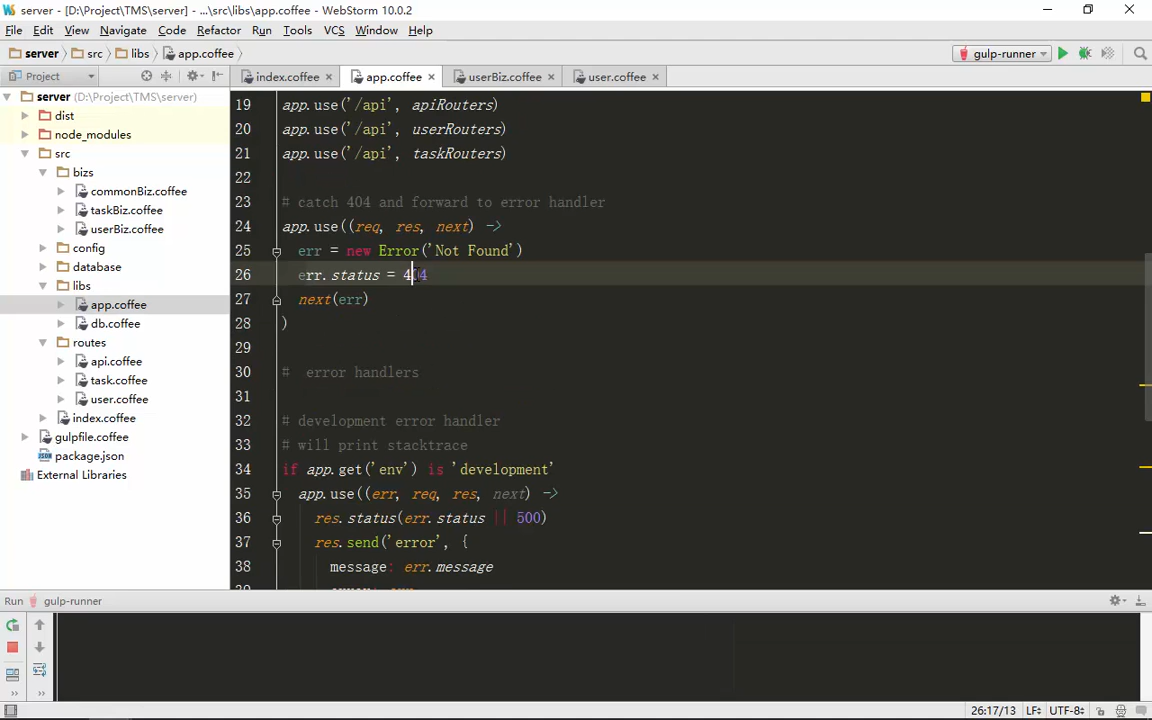 server - [D:\Project\TMS\server] - ...\src\libs\app.coffee - WebStorm 10.0.2
File Edit View Navigate Code Refactor Run Tools VCS Window Help
server src libs app.coffee gulp-runner
Project index.coffee app.coffee userBiz.coffee user.coffee
server (D:\Project\TMS\server)
dist
node_modules
src
bizs
commonBiz.coffee
taskBiz.coffee
userBiz.coffee
config
database
libs
app.coffee
db.coffee
routes
api.coffee
task.coffee
user.coffee
index.coffee
gulpfile.coffee
package.json
External Libraries
19 app.use('/api', apiRouters)
20 app.use('/api', userRouters)
21 app.use('/api', taskRouters)
22
23 # catch 404 and forward to error handler
24 app.use((req, res, next) ->
25 err = new Error('Not Found')
26 err.status = 404
27 next(err)
28 )
29
30 # error handlers
31
32 # development error handler
33 # will print stacktrace
34 if app.get('env') is 'development'
35 app.use((err, req, res, next) ->
36 res.status(err.status || 500)
37 res.send('error', {
38 message: err.message
Run gulp-runner
26:17/13 LF UTF-8